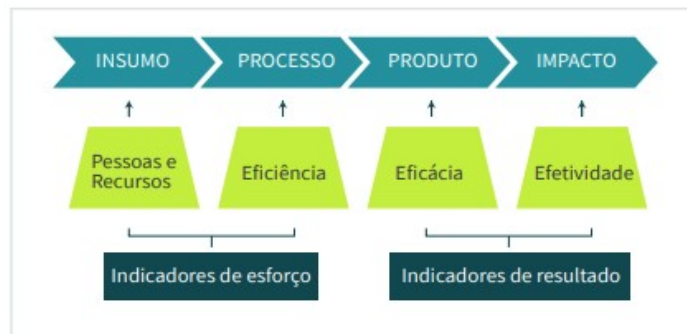 INSUMO
PROCESSO
PRODUTO
IMPACTO
Pessoas e
Recursos
Eficiência
Eficácia
Efetividade
Indicadores de esforço
Indicadores de resultado